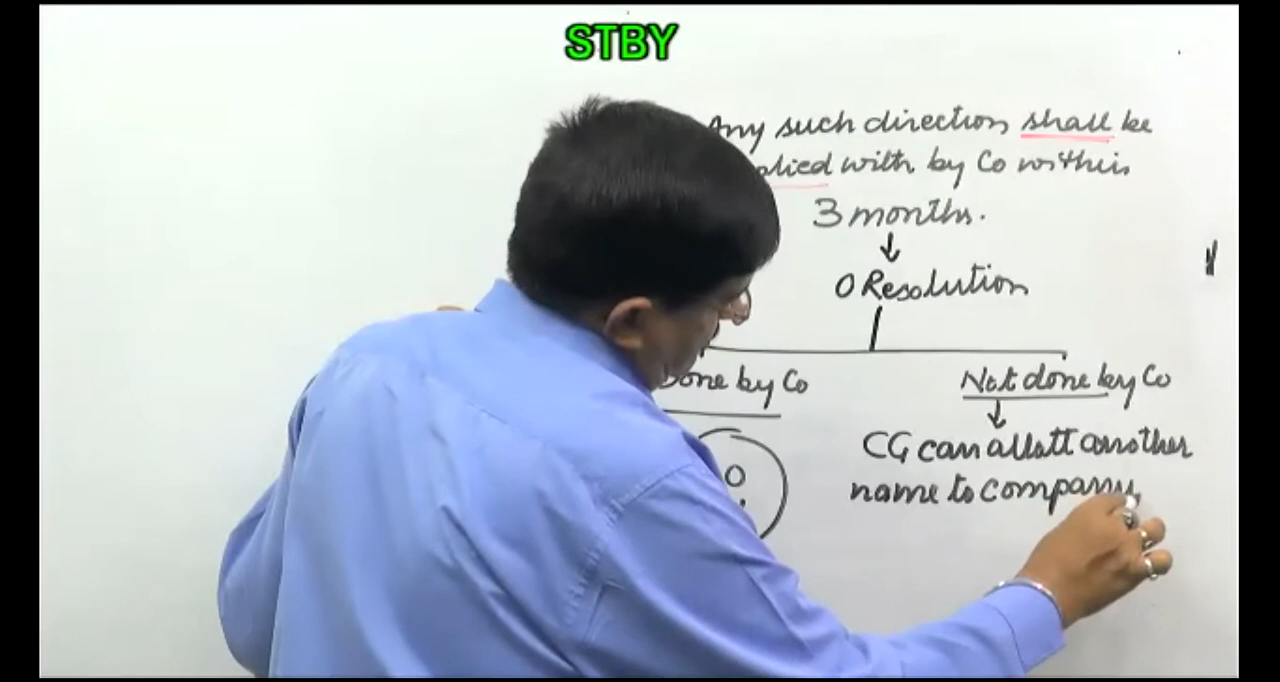 STBY
Any such direction shall be
plied with by Co within
3 months.
O Resolution
Done by Co
Not done by Co
CG can allott another
name to company